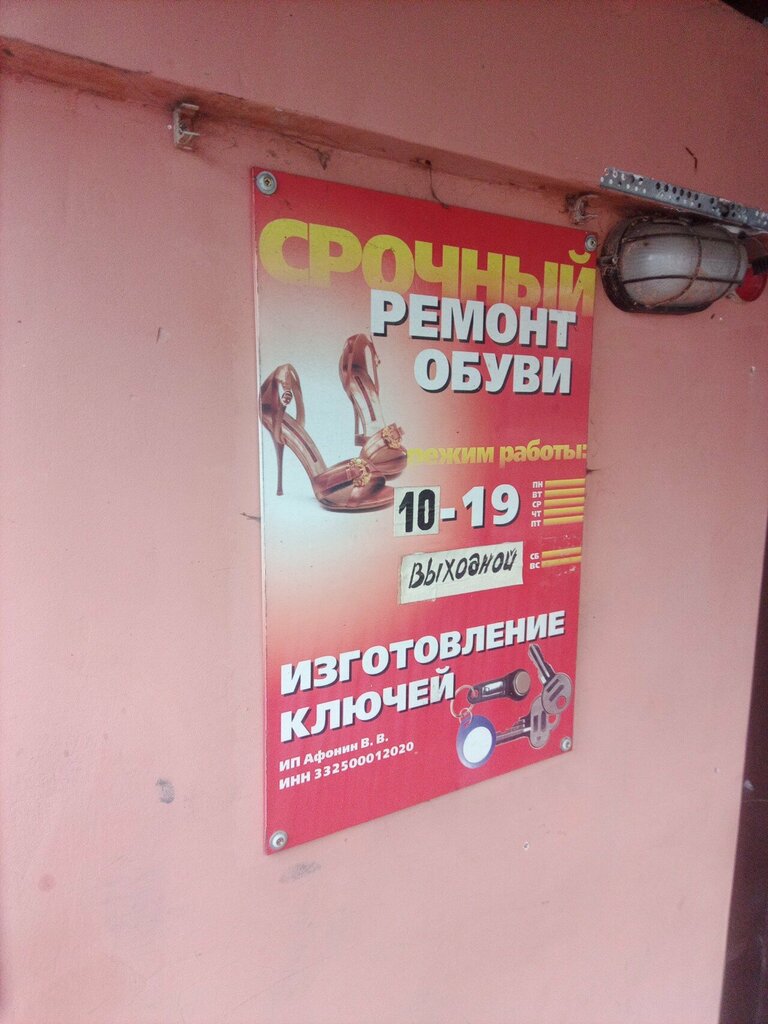 СРОЧНЫЙ
РЕМОНТ
ОБУВИ
режим работы:
10-19
ПН
ВТ
СР
ЧТ
ПТ
выходной
СБ
ВС
ИЗГОТОВЛЕНИЕ
КЛЮЧЕЙ
ИП Афонин В. В.
ИНН 332500012020